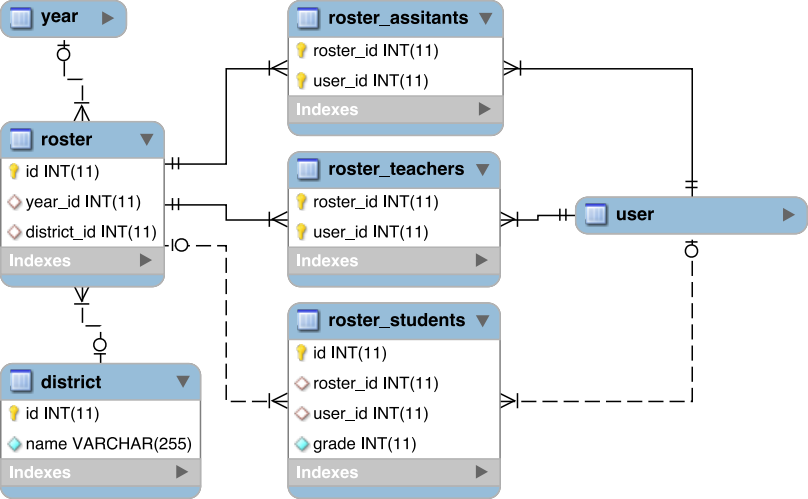 year
roster
id INT(11)
year_id INT(11)
district_id INT(11)
Indexes
district
id INT(11)
name VARCHAR(255)
Indexes
roster_assitants
roster_id INT(11)
user_id INT(11)
Indexes
roster_teachers
roster_id INT(11)
user_id INT(11)
Indexes
roster_students
id INT(11)
roster_id INT(11)
user_id INT(11)
grade INT(11)
Indexes
user